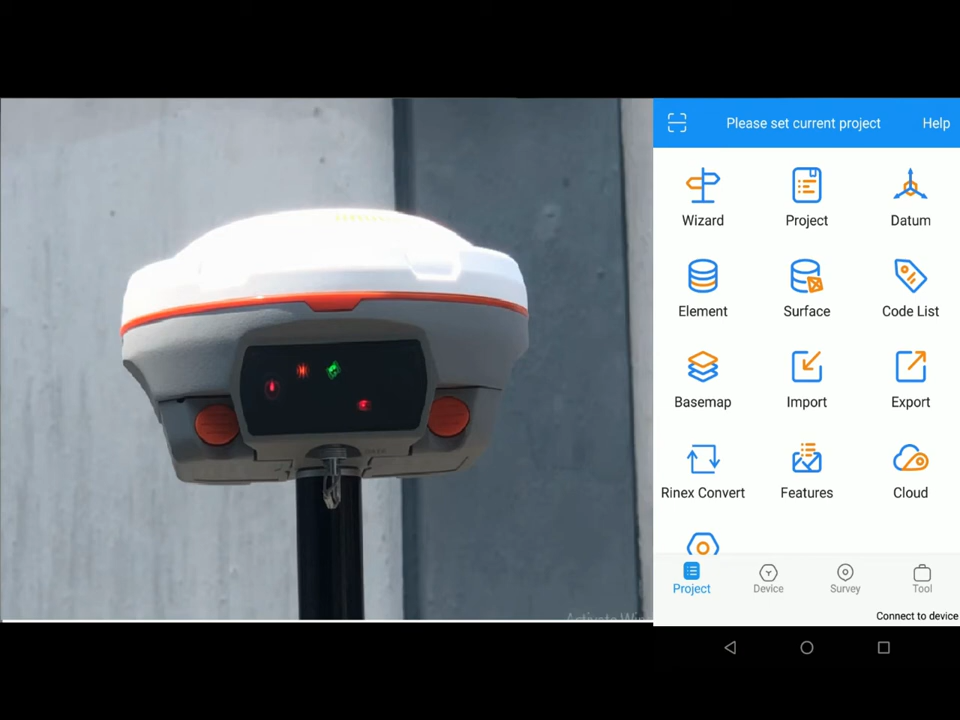 Please set current project
Help
Wizard
Project
Datum
Element
Surface
Code List
Basemap
Import
Export
Rinex Convert
Features
Cloud
Project
Device
Survey
Tool
Connect to device